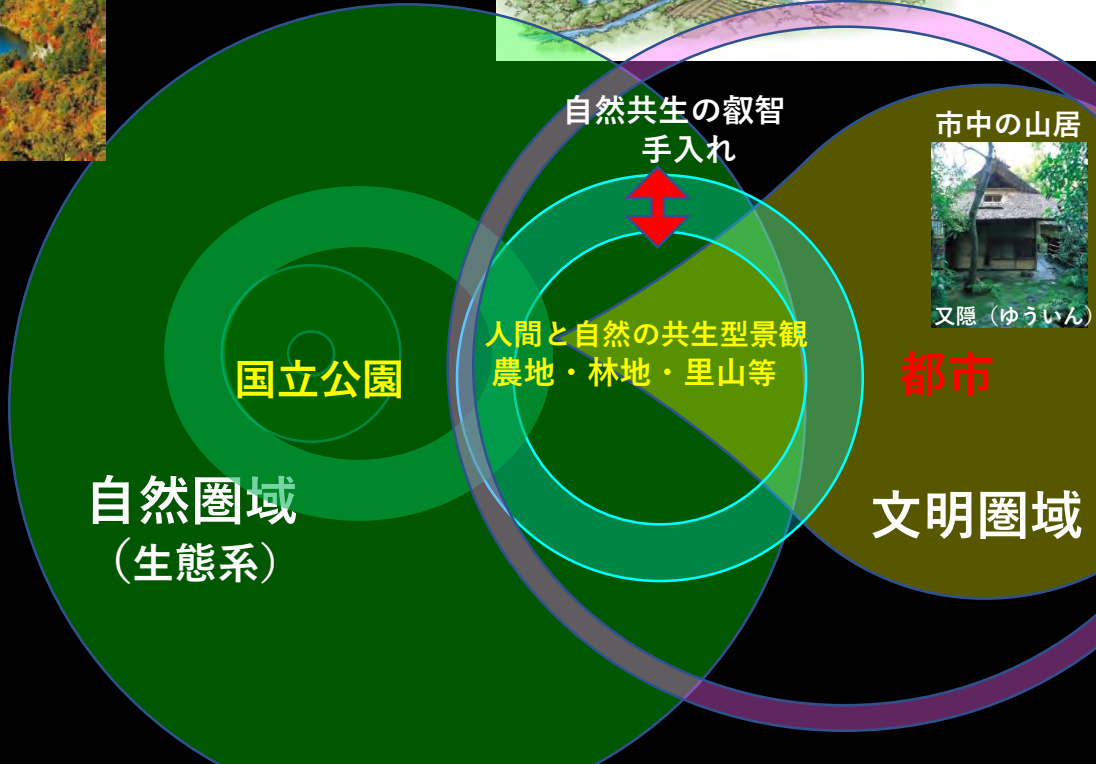 自然共生の叡智
手入れ
市中の山居
又隠（ゆういん）
人間と自然の共生型景観
農地・林地・里山等
国立公園
都市
自然圏域
（生態系）
文明圏域